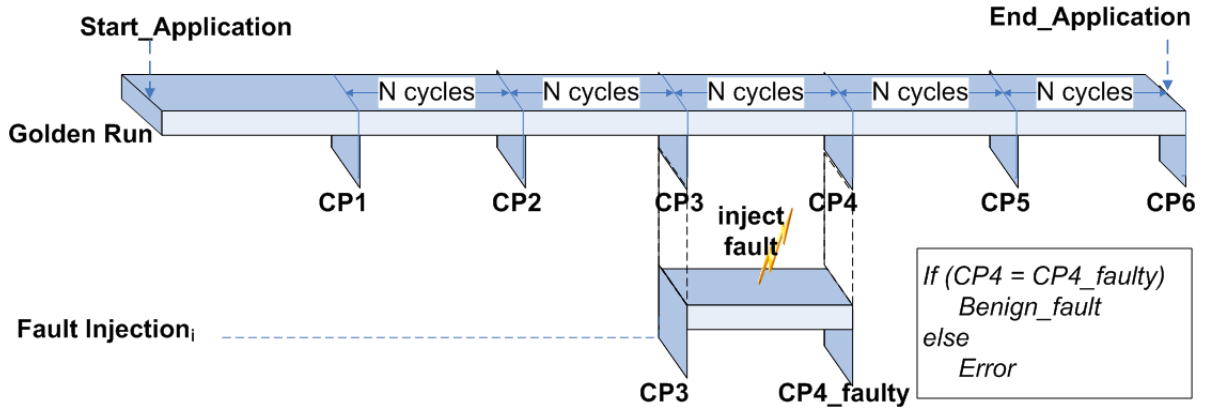 Start_Application
End_Application
N cycles
N cycles
N cycles
N cycles
N cycles
Golden Run
CP1
CP2
CP3
CP4
CP5
CP6
inject
fault
If (CP4 = CP4_faulty)
Benign_fault
else
Error
Fault Injectionᵢ
CP3
CP4_faulty